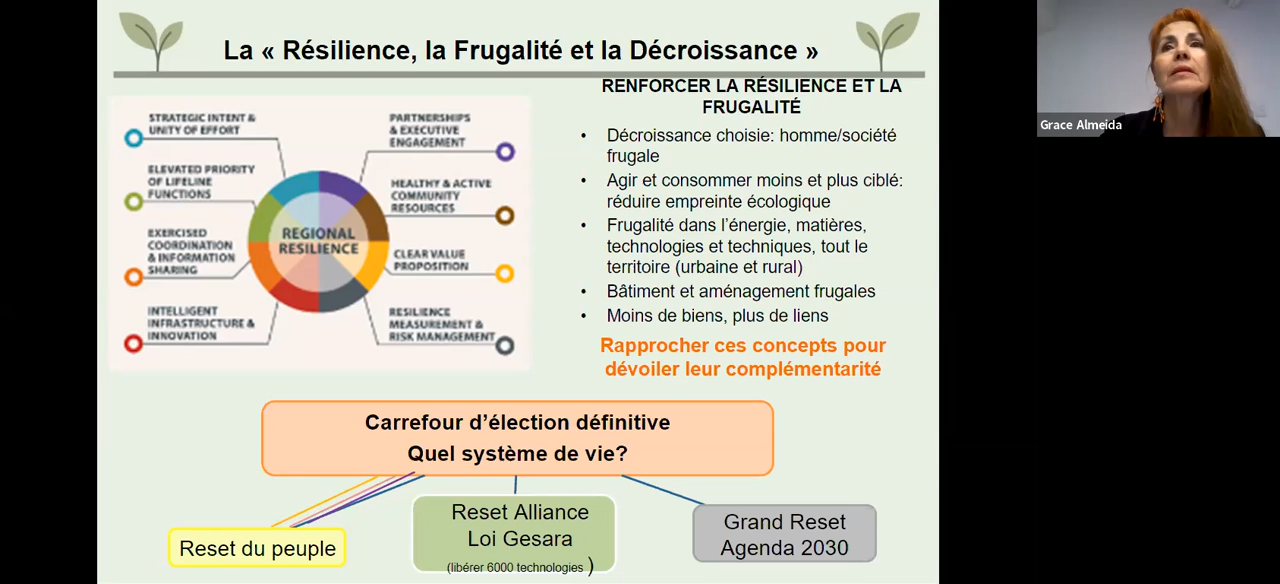 La « Résilience, la Frugalité et la Décroissance »
STRATEGIC INTENT &
UNITY OF EFFORT
ELEVATED PRIORITY
OF LIFELINE
FUNCTIONS
EXERCISED
COORDINATION
& INFORMATION
SHARING
INTELLIGENT
INFRASTRUCTURE &
INNOVATION
REGIONAL
RESILIENCE
PARTNERSHIPS
& EXECUTIVE
ENGAGEMENT
HEALTHY & ACTIVE
COMMUNITY
RESOURCES
CLEAR VALUE
PROPOSITION
RESILIENCE
MEASUREMENT &
RISK MANAGEMENT
RENFORCER LA RÉSILIENCE ET LA
FRUGALITÉ
• Décroissance choisie: homme/société
frugale
• Agir et consommer moins et plus ciblé:
réduire empreinte écologique
• Frugalité dans l'énergie, matières,
technologies et techniques, tout le
territoire (urbaine et rural)
• Bâtiment et aménagement frugales
• Moins de biens, plus de liens
Rapprocher ces concepts pour
dévoiler leur complémentarité
Carrefour d'élection définitive
Quel système de vie?
Reset du peuple
Reset Alliance
Loi Gesara
(libérer 6000 technologies )
Grand Reset
Agenda 2030
Grace Almeida